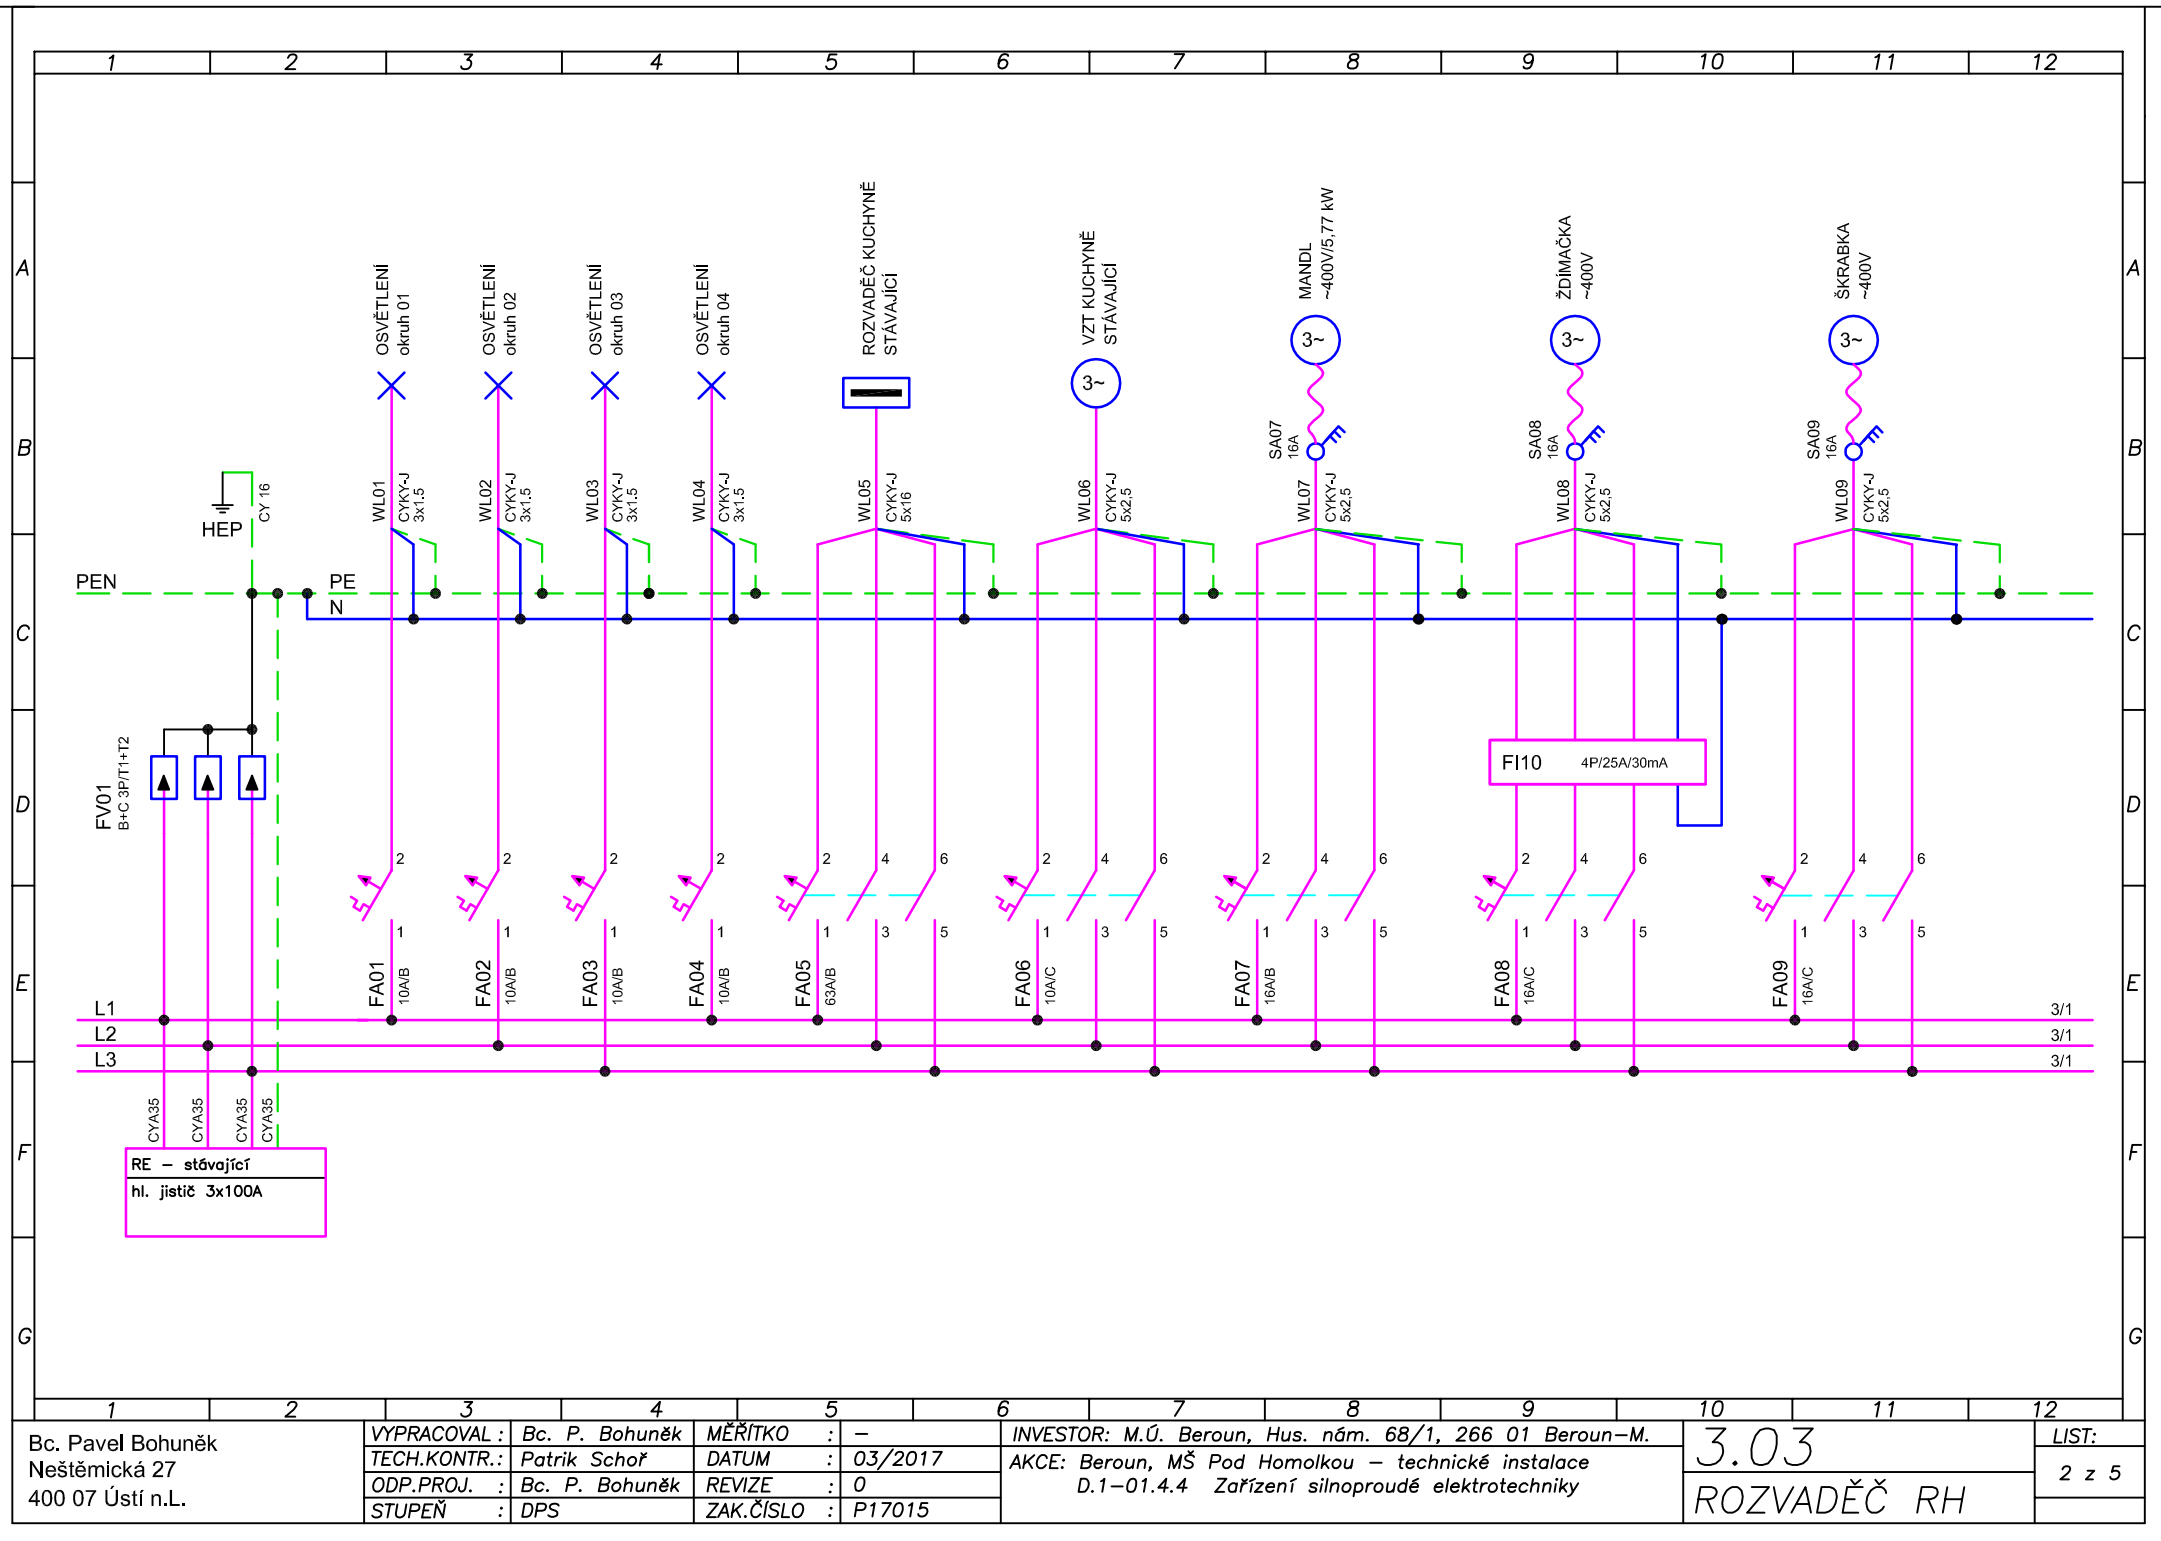 1 2 3 4 5 6 7 8 9 10 11 12
A
A
B
B
C
C
D
D
E
E
F
F
G
G
OSVĚTLENÍ
okruh 01
OSVĚTLENÍ
okruh 02
OSVĚTLENÍ
okruh 03
OSVĚTLENÍ
okruh 04
ROZVADĚČ KUCHYNĚ
STÁVAJÍCÍ
VZT KUCHYNĚ
STÁVAJÍCÍ
MANDL
~400V/5,77 kW
ŽDÍMAČKA
~400V
ŠKRABKA
~400V
3~
3~
3~
3~
SA07
16A
SA08
16A
SA09
16A
HEP
CY 16
WL01
CYKY-J
3x1.5
WL02
CYKY-J
3x1.5
WL03
CYKY-J
3x1.5
WL04
CYKY-J
3x1.5
WL05
CYKY-J
5x16
WL06
CYKY-J
5x2,5
WL07
CYKY-J
5x2,5
WL08
CYKY-J
5x2,5
WL09
CYKY-J
5x2,5
PEN
PE
N
FV01
B+C 3P/T1+T2
FI10 4P/25A/30mA
2 2 2 2 2 4 6 2 4 6 2 4 6 2 4 6 2 4 6
1 1 1 1 1 3 5 1 3 5 1 3 5 1 3 5 1 3 5
FA01
10A/B
FA02
10A/B
FA03
10A/B
FA04
10A/B
FA05
63A/B
FA06
10A/C
FA07
16A/B
FA08
16A/C
FA09
16A/C
L1 3/1
L2 3/1
L3 3/1
CYA35
CYA35
CYA35
CYA35
RE – stávající
hl. jistič 3x100A
1 2 3 4 5 6 7 8 9 10 11 12
Bc. Pavel Bohuněk
Neštěmická 27
400 07 Ústí n.L.
VYPRACOVAL : Bc. P. Bohuněk MĚŘÍTKO : –
TECH.KONTR.: Patrik Schoř DATUM : 03/2017
ODP.PROJ. : Bc. P. Bohuněk REVIZE : 0
STUPEŇ : DPS ZAK.ČÍSLO : P17015
INVESTOR: M.Ú. Beroun, Hus. nám. 68/1, 266 01 Beroun–M.
AKCE: Beroun, MŠ Pod Homolkou – technické instalace
D.1–01.4.4 Zařízení silnoproudé elektrotechniky
3.03
ROZVADĚČ RH
LIST:
2 z 5